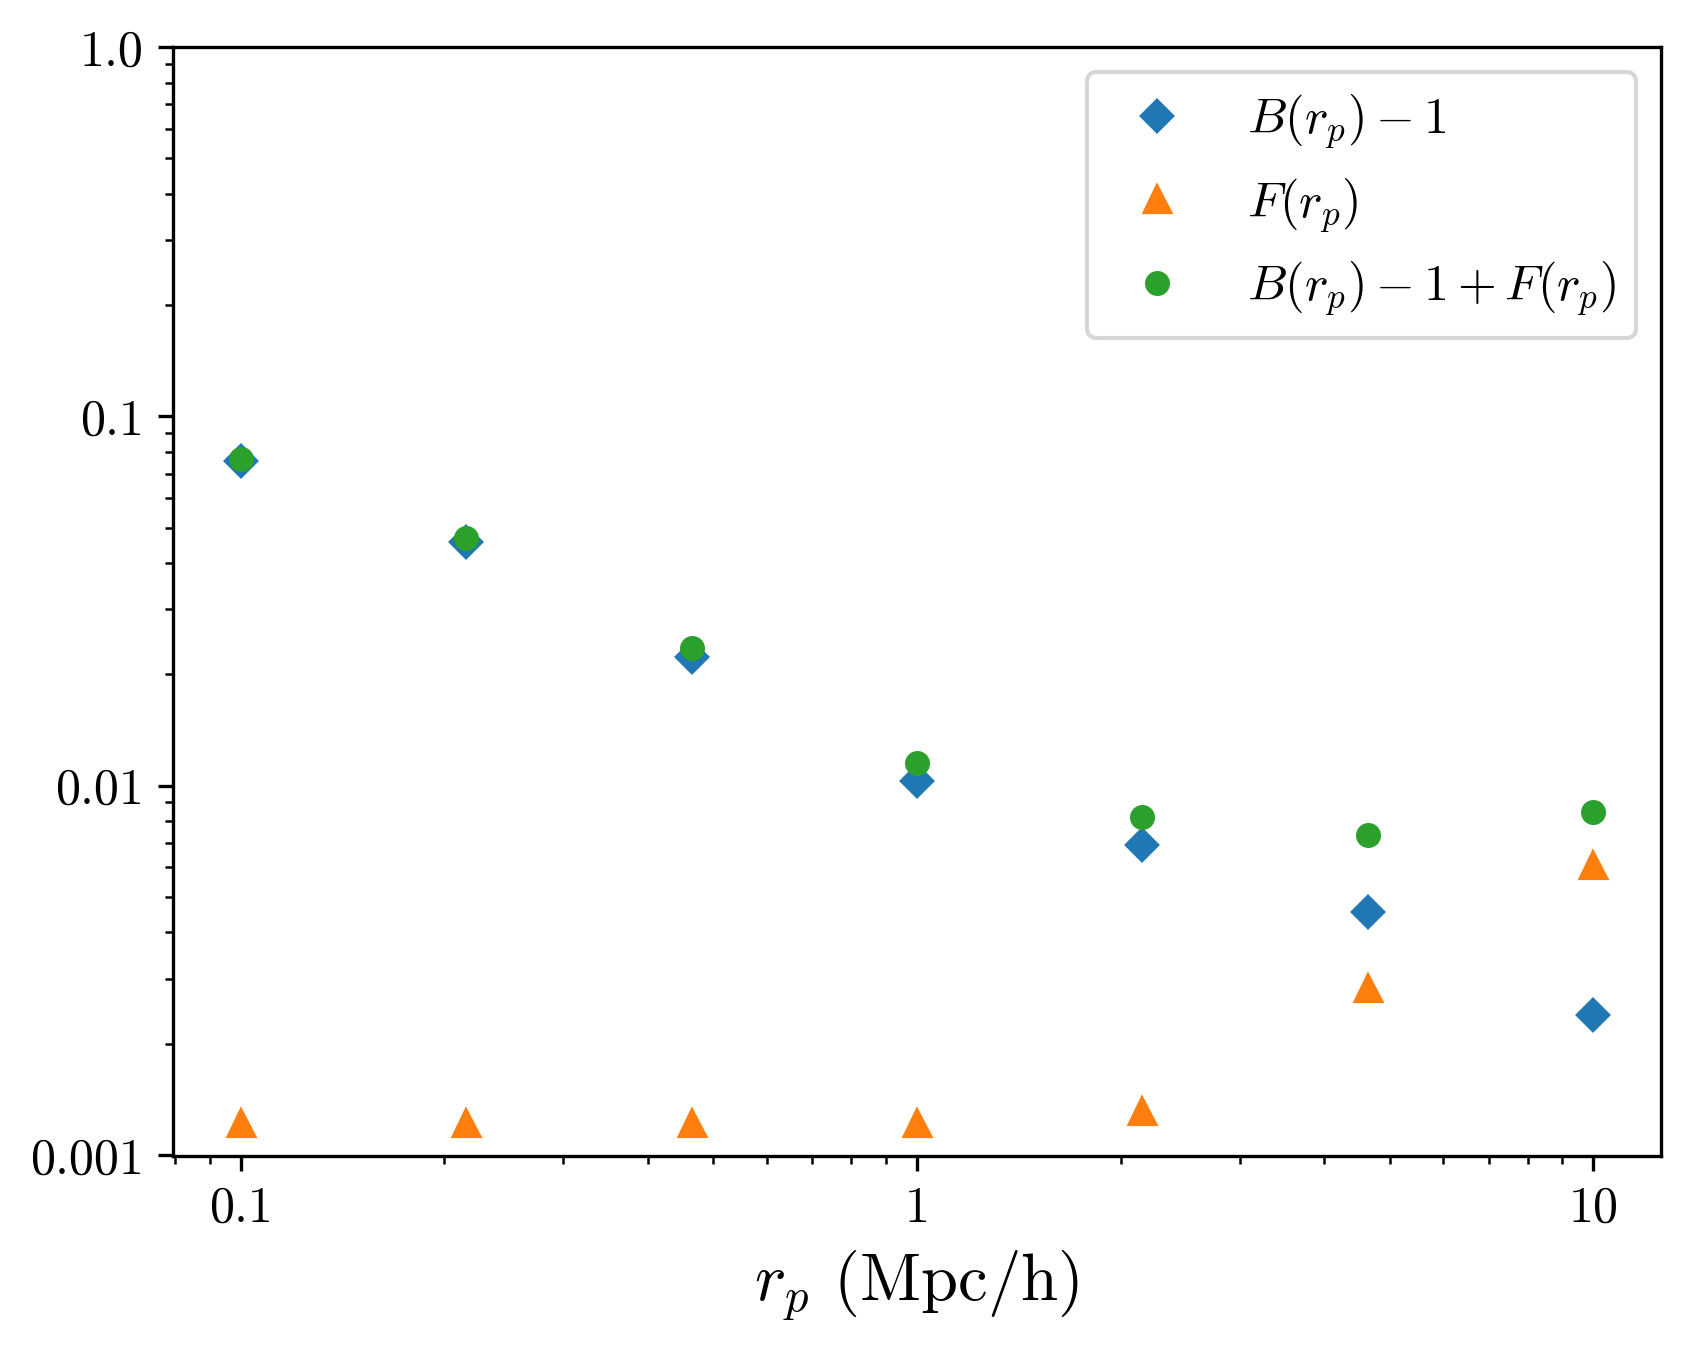 1.0
0.1
0.01
0.001
B(r_p) − 1
F(r_p)
B(r_p) − 1 + F(r_p)
0.1 1 10
r_p (Mpc/h)